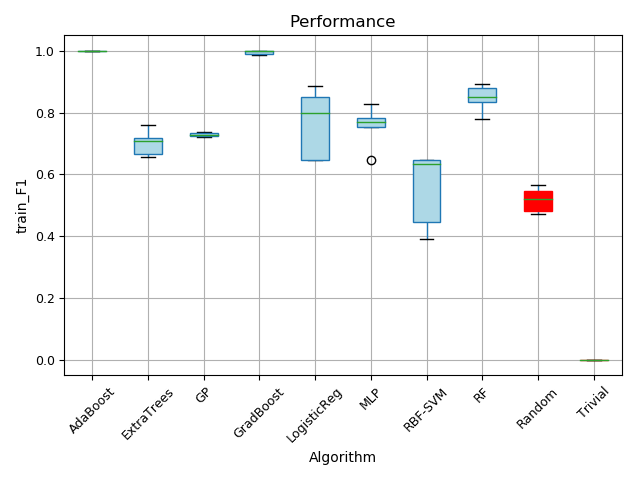 Performance
train_F1
1.0
0.8
0.6
0.4
0.2
0.0
AdaBoost
ExtraTrees
GP
GradBoost
LogisticReg
MLP
RBF-SVM
RF
Random
Trivial
Algorithm